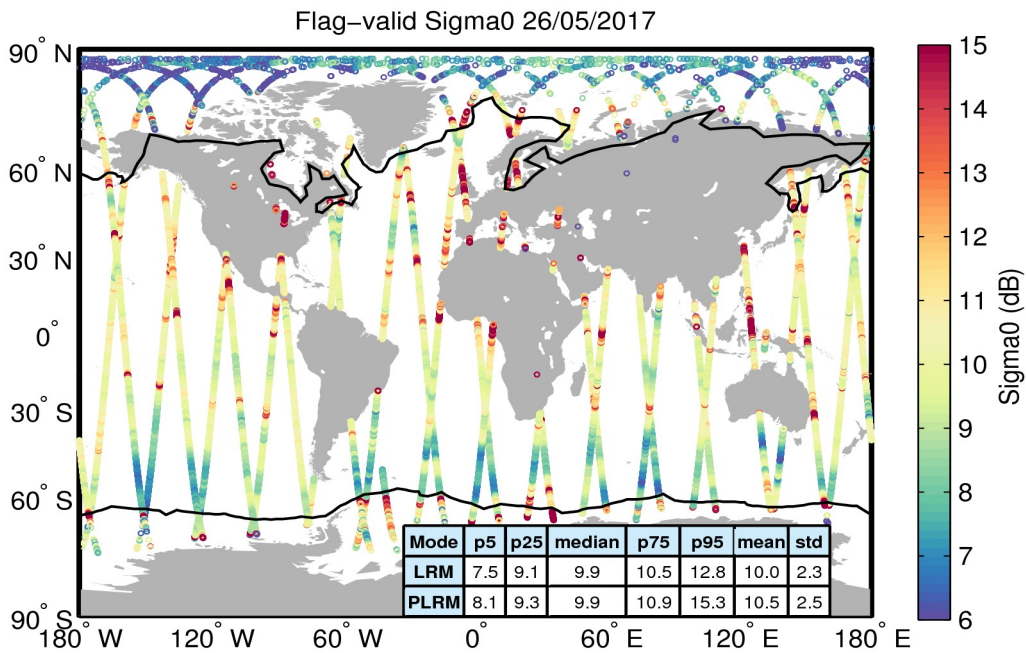 Flag−valid Sigma0 26/05/2017
90° N
60° N
30° N
0°
30° S
60° S
90° S
180° W
120° W
60° W
0°
60° E
120° E
180° E
Mode p5 p25 median p75 p95 mean std
LRM 7.5 9.1 9.9 10.5 12.8 10.0 2.3
PLRM 8.1 9.3 9.9 10.9 15.3 10.5 2.5
15
14
13
12
11
10
9
8
7
6
Sigma0 (dB)